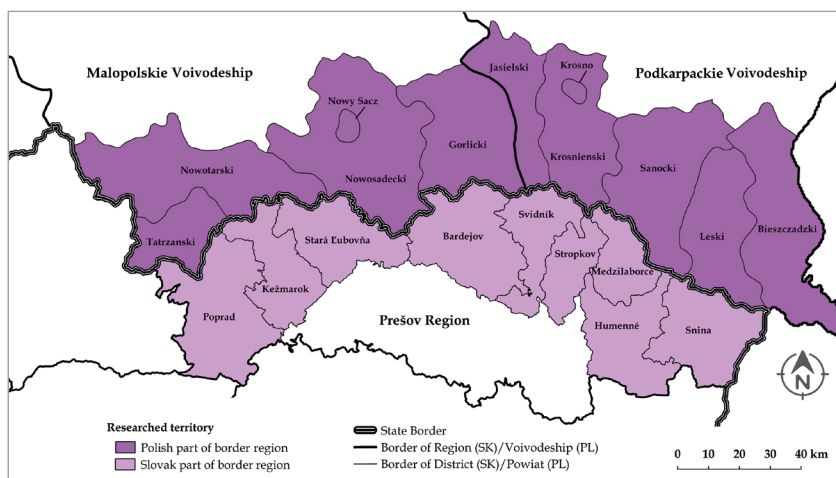 Malopolskie Voivodeship
Podkarpackie Voivodeship
Jasielski
Krosno
Nowy Sacz
Gorlicki
Krosnienski
Sanocki
Nowotarski
Nowosadecki
Tatrzanski
Leski
Bieszczadzki
Stará Ľubovňa
Bardejov
Svidník
Stropkov
Medzilaborce
Kežmarok
Poprad
Prešov Region
Humenné
Snina
N
Researched territory
Polish part of border region
Slovak part of border region
State Border
Border of Region (SK)/Voivodeship (PL)
Border of District (SK)/Powiat (PL)
0 10 20 30 40 km